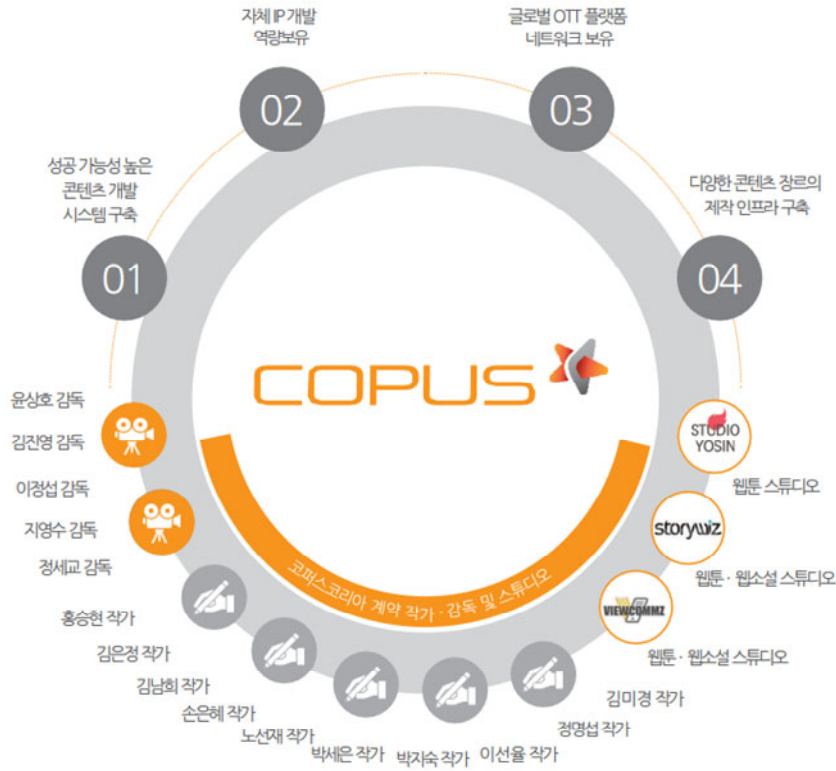 자체 IP 개발
역량보유
글로벌 OTT 플랫폼
네트워크 보유
02
03
성공 가능성 높은
콘텐츠 개발
시스템 구축
다양한 콘텐츠 장르의
제작 인프라 구축
01
04
COPUS
윤상호 감독
김진영 감독
이정섭 감독
지영수 감독
정세교 감독
홍승현 작가
김은정 작가
김남희 작가
손은혜 작가
노선재 작가
박세은 작가
박지숙 작가
이선율 작가
정명섭 작가
김미경 작가
코퍼스코리아 계약 작가 · 감독 및 스튜디오
STUDIO
YOSIN
웹툰 스튜디오
storywiz
웹툰 · 웹소설 스튜디오
VIEWCOMMZ
웹툰 · 웹소설 스튜디오